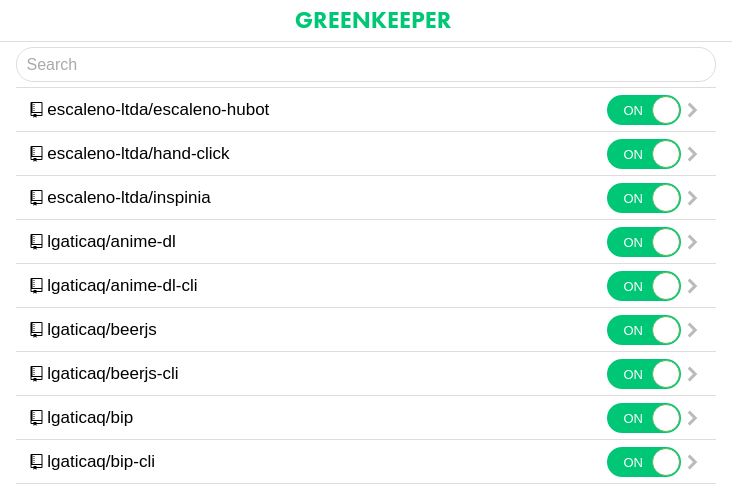 GREENKEEPER
Search
escaleno-ltda/escaleno-hubot ON
escaleno-ltda/hand-click ON
escaleno-ltda/inspinia ON
lgaticaq/anime-dl ON
lgaticaq/anime-dl-cli ON
lgaticaq/beerjs ON
lgaticaq/beerjs-cli ON
lgaticaq/bip ON
lgaticaq/bip-cli ON